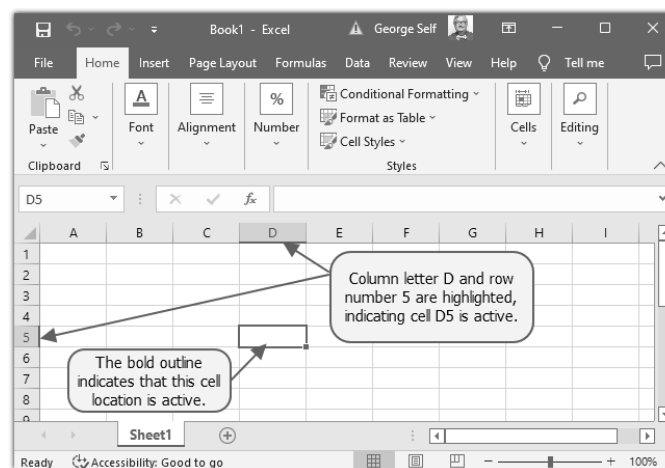 Book1 - Excel George Self
File Home Insert Page Layout Formulas Data Review View Help Tell me
Paste Font Alignment Number Conditional Formatting Format as Table Cell Styles Cells Editing
Clipboard Styles
D5 fx
A B C D E F G H I
1
2
3
4
5
6
7
8
9
Column letter D and row
number 5 are highlighted,
indicating cell D5 is active.
The bold outline
indicates that this cell
location is active.
Sheet1
Ready Accessibility: Good to go 100%